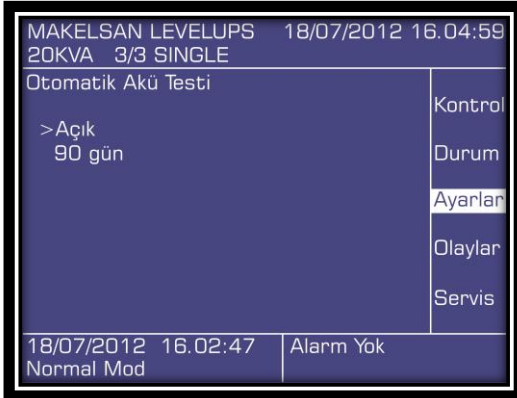 MAKELSAN LEVELUPS 18/07/2012 16.04:59
20KVA 3/3 SINGLE
Otomatik Akü Testi
>Açık
90 gün
Kontrol
Durum
Ayarlar
Olaylar
Servis
18/07/2012 16.02:47
Normal Mod
Alarm Yok